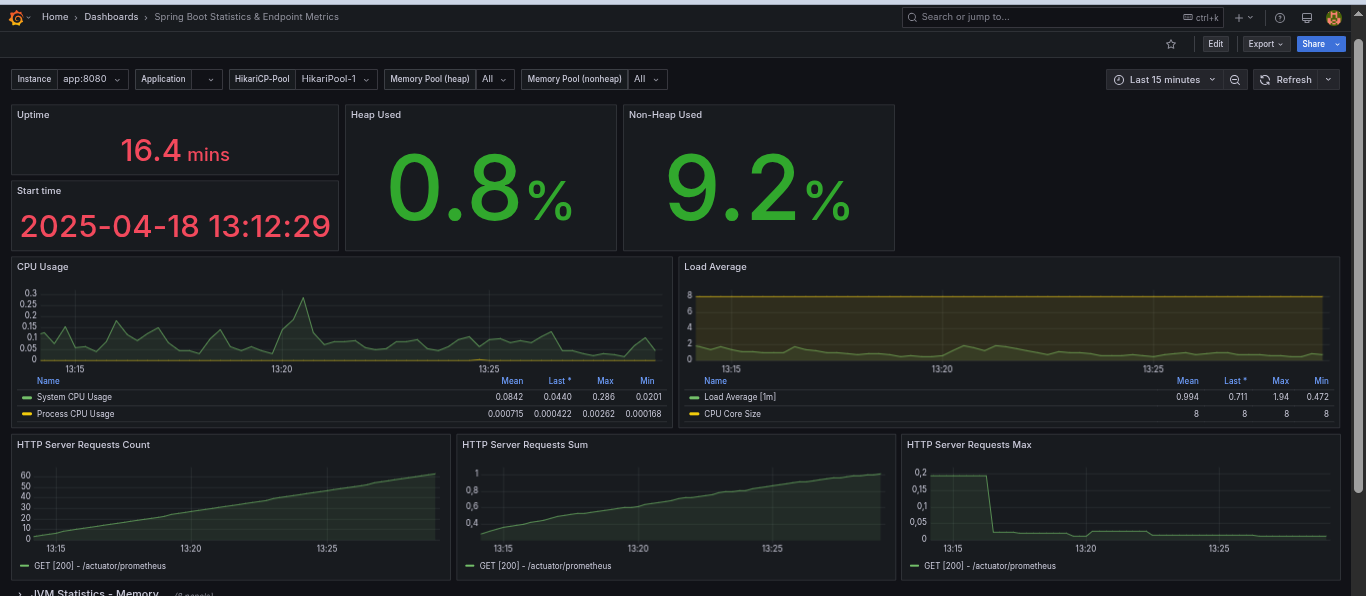 Home › Dashboards › Spring Boot Statistics & Endpoint Metrics
Search or jump to... ctrl+k
Edit Export Share
Instance app:8080 Application HikariCP-Pool HikariPool-1 Memory Pool (heap) All Memory Pool (nonheap) All Last 15 minutes Refresh
Uptime
16.4 mins
Start time
2025-04-18 13:12:29
Heap Used
0.8%
Non-Heap Used
9.2%
CPU Usage
0.3
0.25
0.2
0.15
0.1
0.05
0
13:15 13:20 13:25
Name Mean Last * Max Min
System CPU Usage 0.0842 0.0440 0.286 0.0201
Process CPU Usage 0.000715 0.000422 0.00262 0.000168
Load Average
8
6
4
2
0
13:15 13:20 13:25
Name Mean Last * Max Min
Load Average [1m] 0.994 0.711 1.94 0.472
CPU Core Size 8 8 8 8
HTTP Server Requests Count
60
50
40
30
20
10
0
13:15 13:20 13:25
GET [200] - /actuator/prometheus
HTTP Server Requests Sum
1
0,8
0,6
0,4
13:15 13:20 13:25
GET [200] - /actuator/prometheus
HTTP Server Requests Max
0,2
0,15
0,1
0,05
0
13:15 13:20 13:25
GET [200] - /actuator/prometheus
› JVM Statistics - Memory